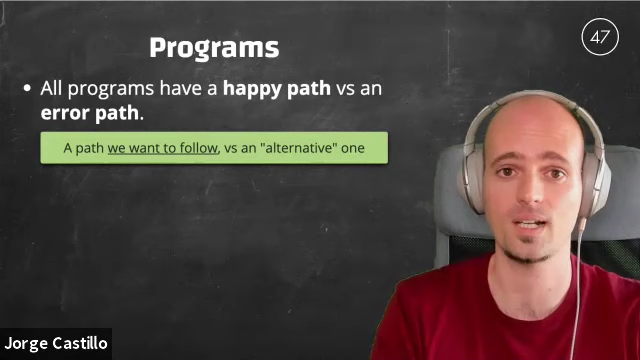 Programs
47
• All programs have a happy path vs an
error path.
A path we want to follow, vs an "alternative" one
Jorge Castillo